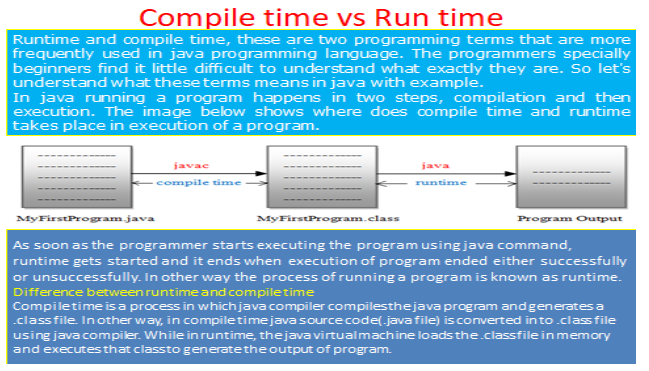 Compile time vs Run time
Runtime and compile time, these are two programming terms that are more
frequently used in java programming language. The programmers specially
beginners find it little difficult to understand what exactly they are. So let's
understand what these terms means in java with example.
In java running a program happens in two steps, compilation and then
execution. The image below shows where does compile time and runtime
takes place in execution of a program.
javac
compile time
java
runtime
MyFirstProgram.java
MyFirstProgram.class
Program Output
As soon as the programmer starts executing the program using java command,
runtime gets started and it ends when execution of program ended either successfully
or unsuccessfully. In other way the process of running a program is known as runtime.
Difference between runtime and compile time
Compile time is a process in which java compiler compiles the java program and generates a
.class file. In other way, in compile time java source code(.java file) is converted in to .class file
using java compiler. While in runtime, the java virtual machine loads the .class file in memory
and executes that class to generate the output of program.